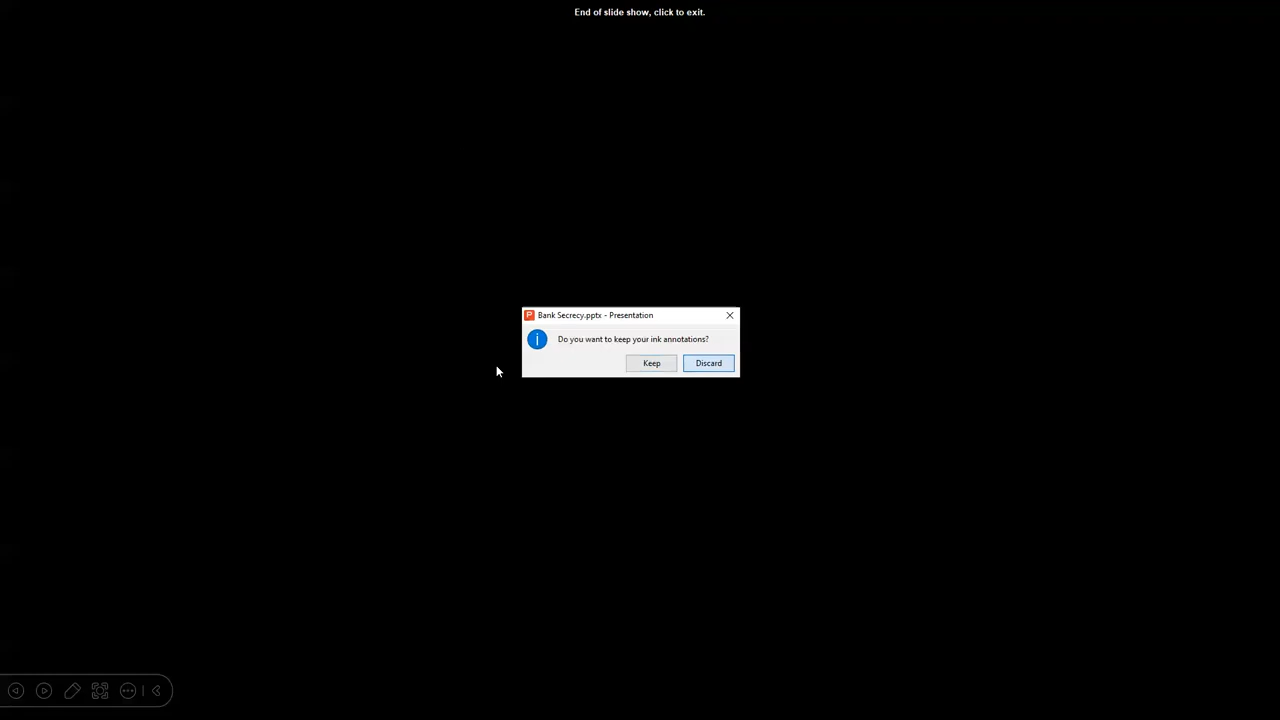 End of slide show, click to exit.
Bank Secrecy.pptx - Presentation
Do you want to keep your ink annotations?
Keep
Discard